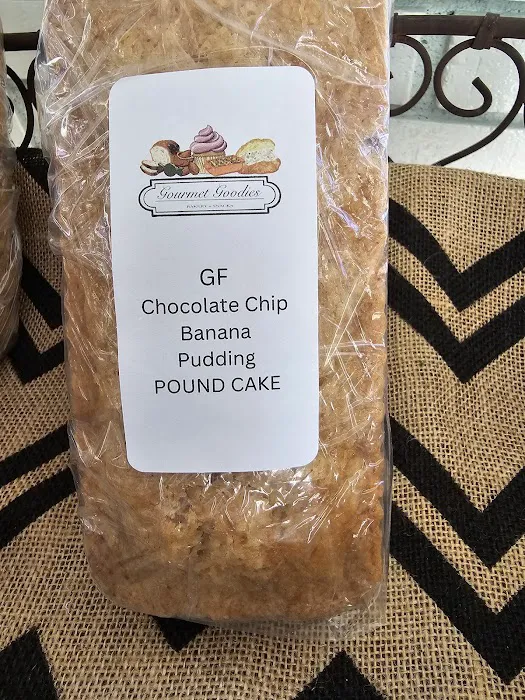 Gourmet Goodies
GF
Chocolate Chip
Banana
Pudding
POUND CAKE